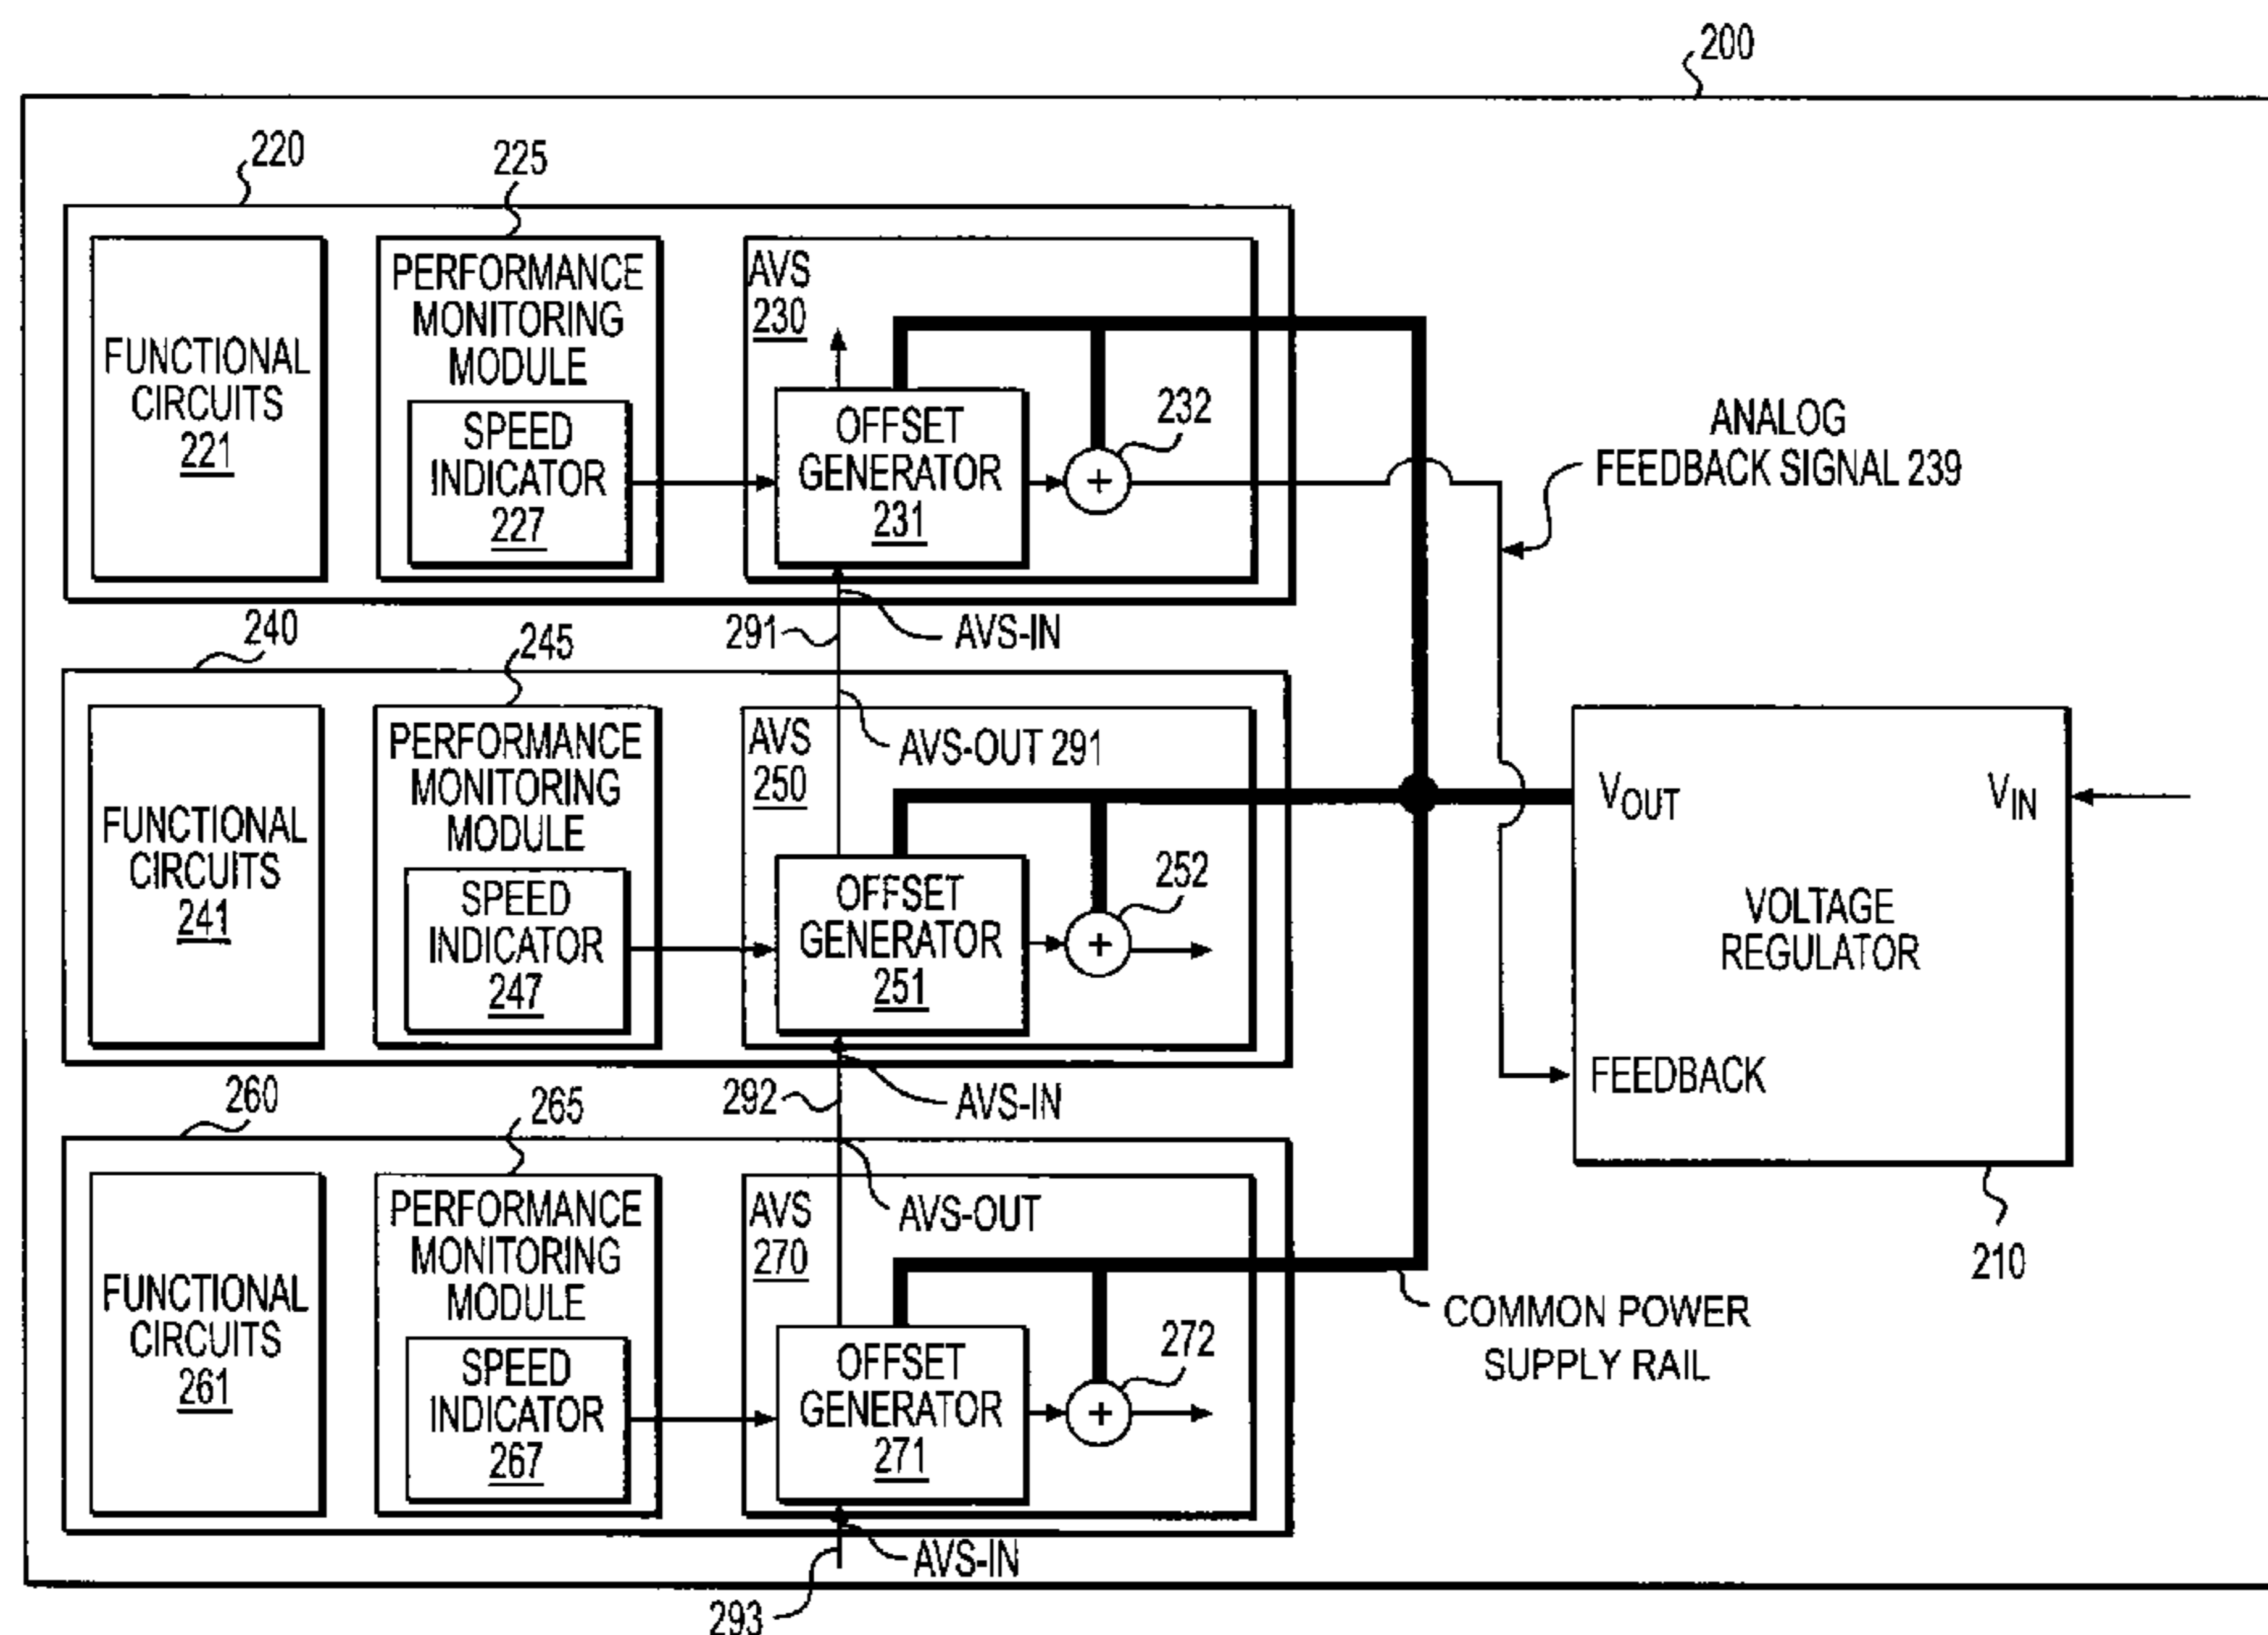 200
220
225
FUNCTIONAL
CIRCUITS
221
PERFORMANCE
MONITORING
MODULE
SPEED
INDICATOR
227
AVS
230
OFFSET
GENERATOR
231
232
+
ANALOG
FEEDBACK SIGNAL 239
291
AVS-IN
240
245
FUNCTIONAL
CIRCUITS
241
PERFORMANCE
MONITORING
MODULE
SPEED
INDICATOR
247
AVS
250
AVS-OUT 291
OFFSET
GENERATOR
251
252
+
VOUT
VIN
VOLTAGE
REGULATOR
FEEDBACK
210
292
AVS-IN
260
265
FUNCTIONAL
CIRCUITS
261
PERFORMANCE
MONITORING
MODULE
SPEED
INDICATOR
267
AVS
270
AVS-OUT
OFFSET
GENERATOR
271
272
+
COMMON POWER
SUPPLY RAIL
AVS-IN
293